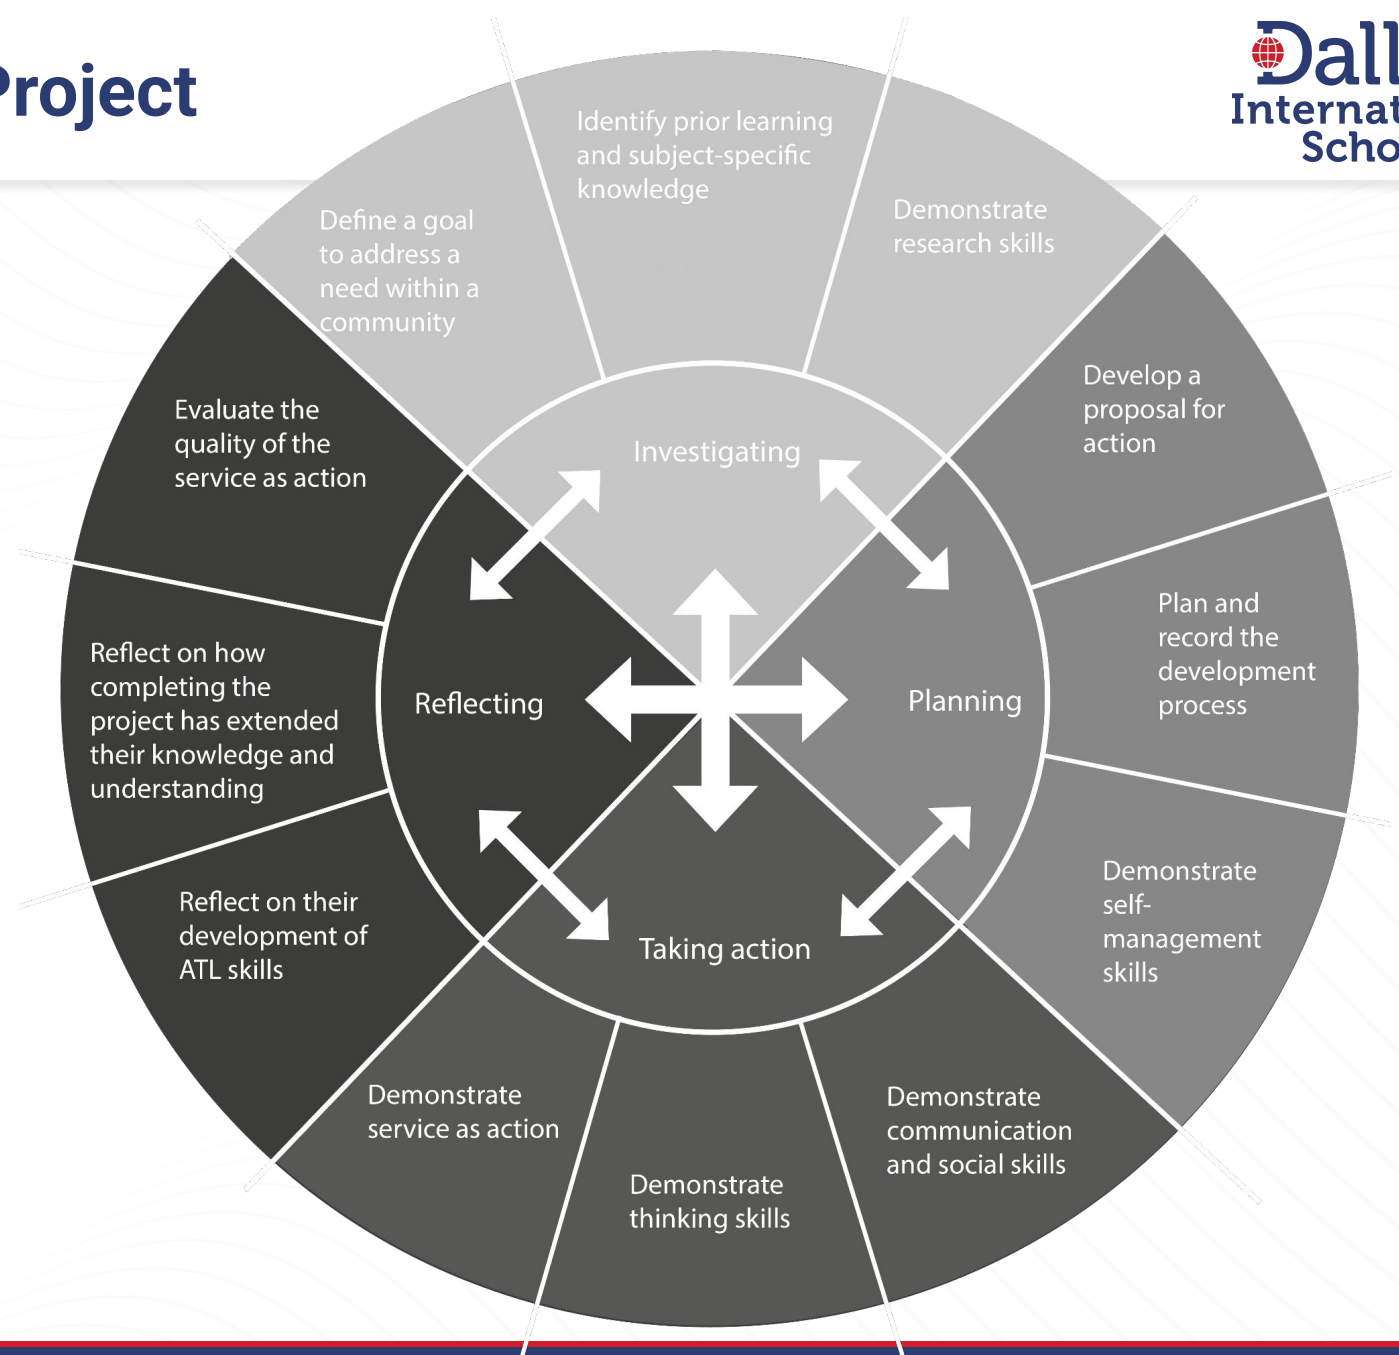 Project
Dall
Internat
Scho
Identify prior learning
and subject-specific
knowledge
Define a goal
to address a
need within a
community
Demonstrate
research skills
Develop a
proposal for
action
Plan and
record the
development
process
Demonstrate
self-
management
skills
Demonstrate
communication
and social skills
Demonstrate
thinking skills
Demonstrate
service as action
Reflect on their
development of
ATL skills
Reflect on how
completing the
project has extended
their knowledge and
understanding
Evaluate the
quality of the
service as action
Investigating
Planning
Taking action
Reflecting